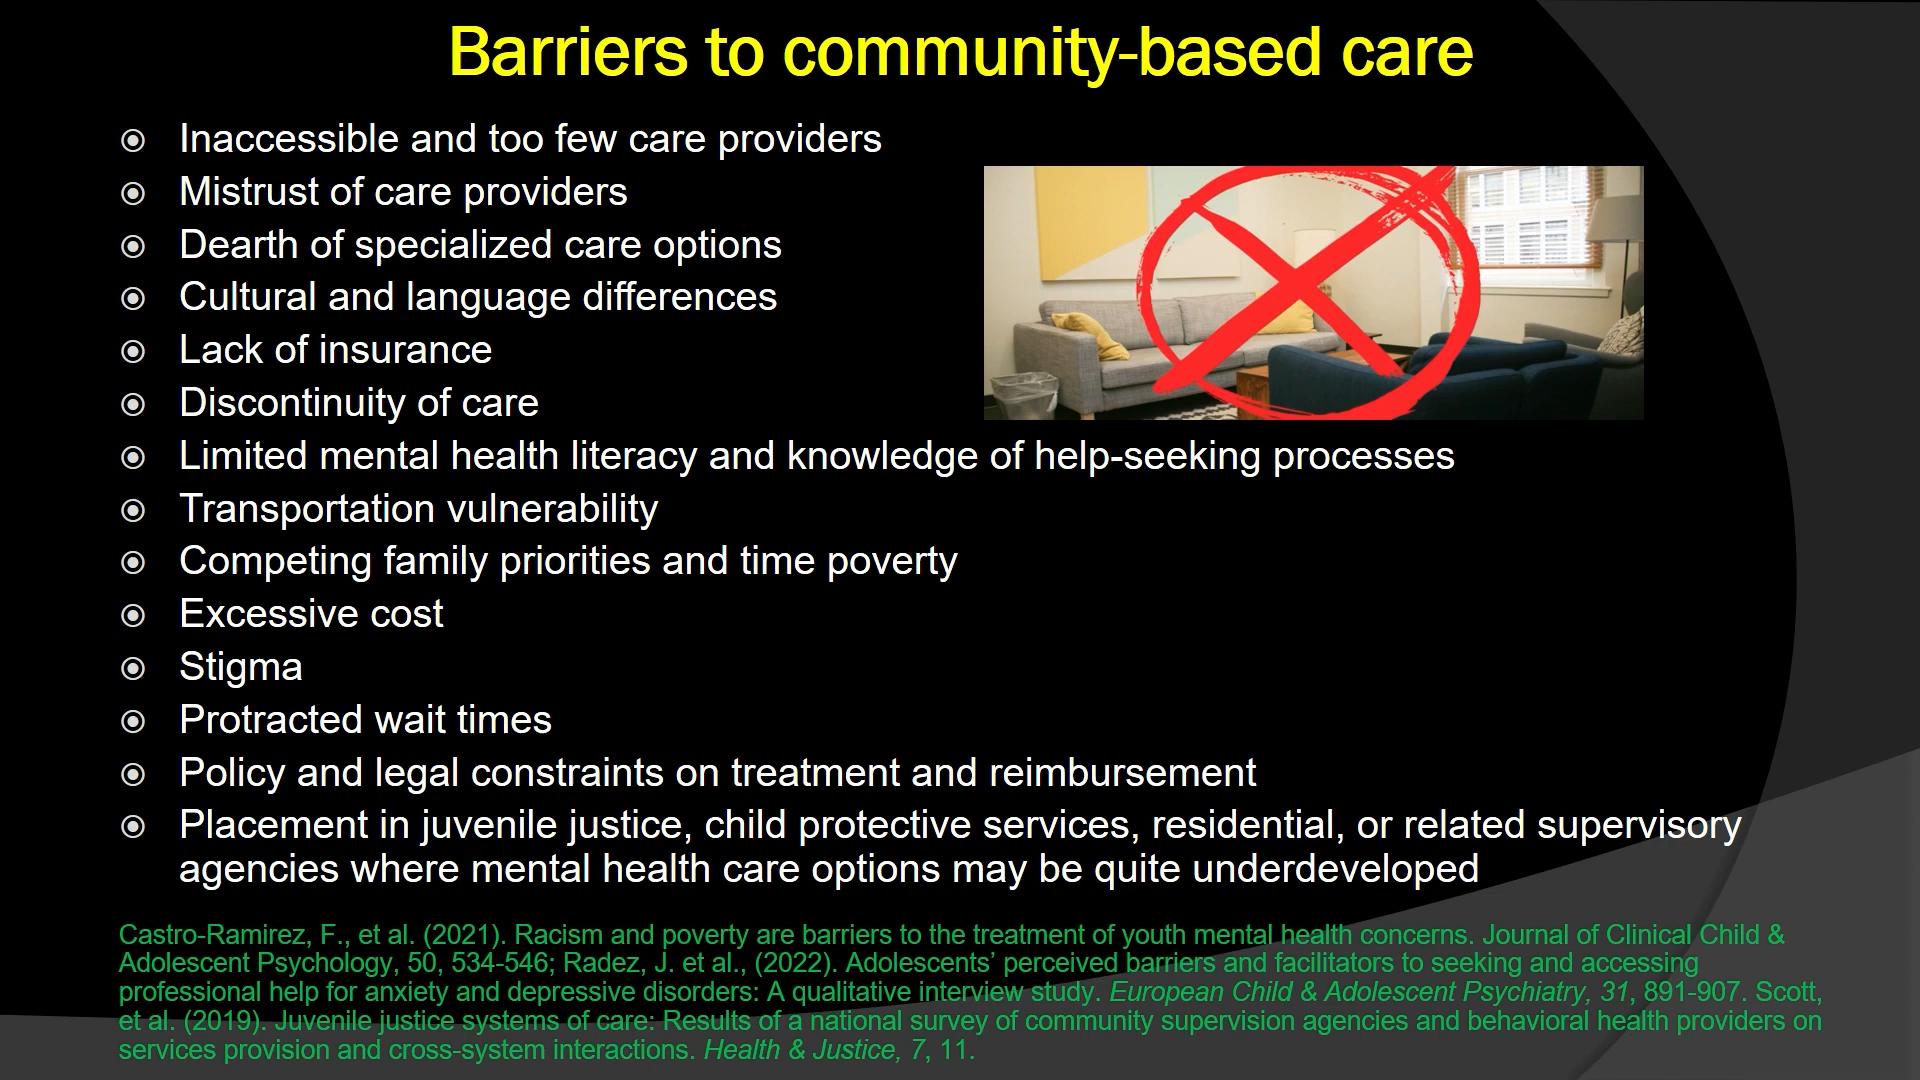 Barriers to community-based care
Inaccessible and too few care providers
Mistrust of care providers
Dearth of specialized care options
Cultural and language differences
Lack of insurance
Discontinuity of care
Limited mental health literacy and knowledge of help-seeking processes
Transportation vulnerability
Competing family priorities and time poverty
Excessive cost
Stigma
Protracted wait times
Policy and legal constraints on treatment and reimbursement
Placement in juvenile justice, child protective services, residential, or related supervisory
agencies where mental health care options may be quite underdeveloped
Castro-Ramirez, F., et al. (2021). Racism and poverty are barriers to the treatment of youth mental health concerns. Journal of Clinical Child &
Adolescent Psychology, 50, 534-546; Radez, J. et al., (2022). Adolescents’ perceived barriers and facilitators to seeking and accessing
professional help for anxiety and depressive disorders: A qualitative interview study. European Child & Adolescent Psychiatry, 31, 891-907. Scott,
et al. (2019). Juvenile justice systems of care: Results of a national survey of community supervision agencies and behavioral health providers on
services provision and cross-system interactions. Health & Justice, 7, 11.